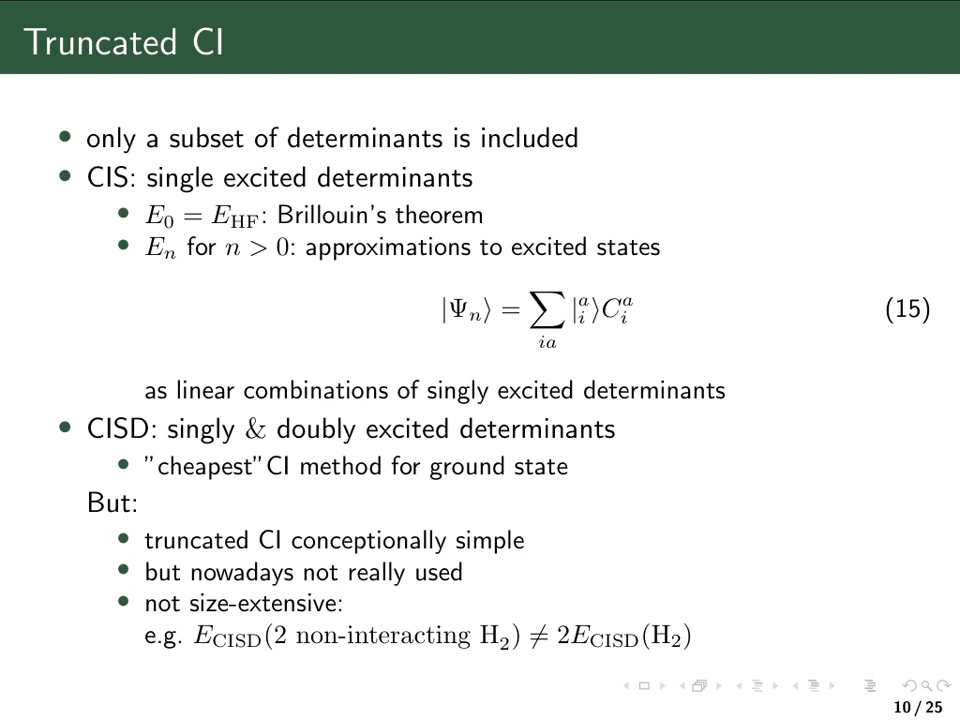 Truncated CI
• only a subset of determinants is included
• CIS: single excited determinants
• E₀ = E_HF: Brillouin's theorem
• Eₙ for n > 0: approximations to excited states
|Ψₙ⟩ = ∑_{ia} |ᵢᵃ⟩Cᵢᵃ (15)
as linear combinations of singly excited determinants
• CISD: singly & doubly excited determinants
• ”cheapest” CI method for ground state
But:
• truncated CI conceptionally simple
• but nowadays not really used
• not size-extensive:
e.g. E_CISD(2 non-interacting H₂) ≠ 2E_CISD(H₂)
10 / 25